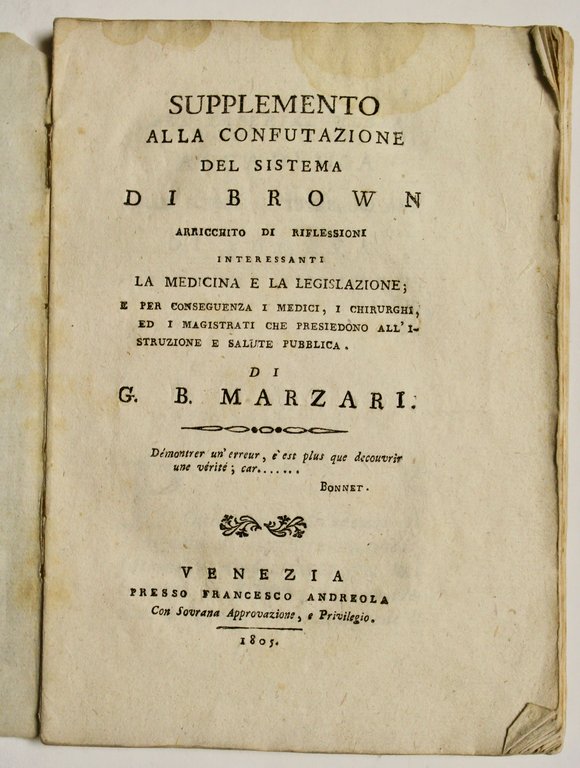 SUPPLEMENTO
ALLA CONFUTAZIONE
DEL SISTEMA
DI BROWN
ARRICCHITO DI RIFLESSIONI
INTERESSANTI
LA MEDICINA E LA LEGISLAZIONE;
E PER CONSEGUENZA I MEDICI, I CHIRURGHI,
ED I MAGISTRATI CHE PRESIEDONO ALL'I-
STRUZIONE E SALUTE PUBBLICA.
DI
G. B. MARZARI.
Démontrer un'erreur, e'est plus que decouvrir
une vérité; car.......
BONNET.
VENEZIA
PRESSO FRANCESCO ANDREOLA
Con Sovrana Approvazione, e Privilegio.
1805.